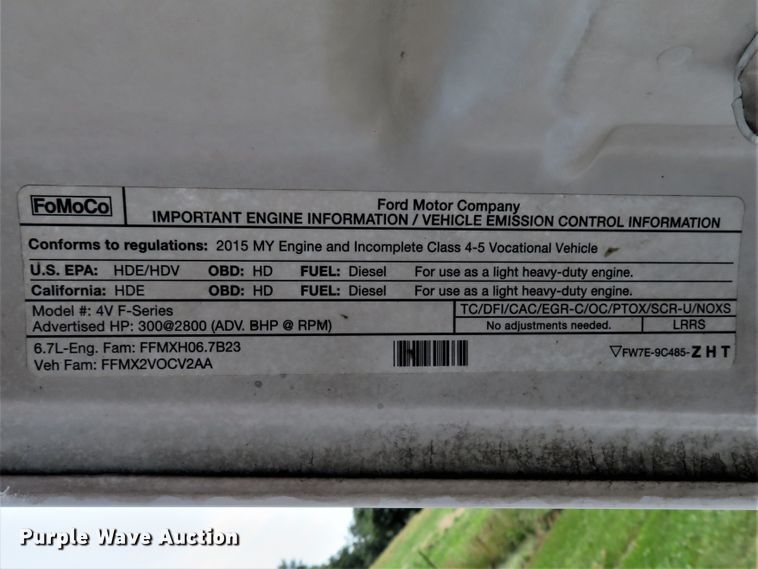 FoMoCo
Ford Motor Company
IMPORTANT ENGINE INFORMATION / VEHICLE EMISSION CONTROL INFORMATION
Conforms to regulations: 2015 MY Engine and Incomplete Class 4-5 Vocational Vehicle
U.S. EPA: HDE/HDV OBD: HD FUEL: Diesel For use as a light heavy-duty engine.
California: HDE OBD: HD FUEL: Diesel For use as a light heavy-duty engine.
Model #: 4V F-Series
Advertised HP: 300@2800 (ADV. BHP @ RPM)
TC/DFI/CAC/EGR-C/OC/PTOX/SCR-U/NOXS
No adjustments needed. LRRS
6.7L-Eng. Fam: FFMXH06.7B23
Veh Fam: FFMX2VOCV2AA
FW7E-9C485-ZHT
Purple Wave Auction